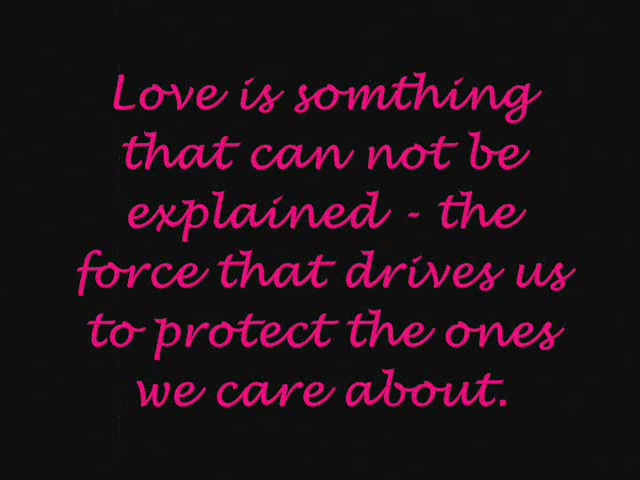 Love is somthing
that can not be
explained - the
force that drives us
to protect the ones
we care about.